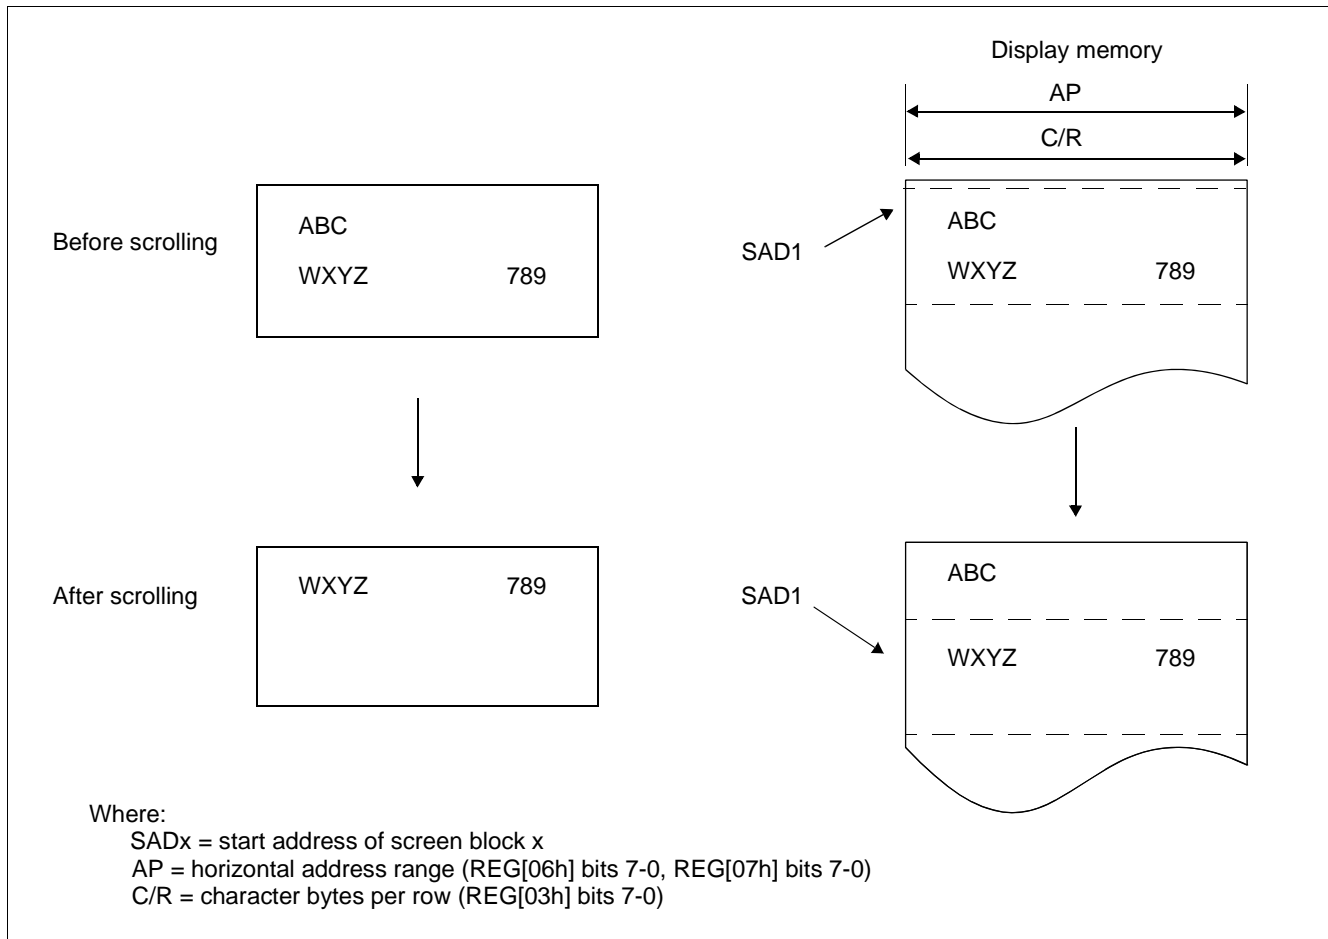 Display memory
AP
C/R
Before scrolling
ABC
WXYZ 789
SAD1
ABC
WXYZ 789
After scrolling
WXYZ 789
SAD1
ABC
WXYZ 789
Where:
SADx = start address of screen block x
AP = horizontal address range (REG[06h] bits 7-0, REG[07h] bits 7-0)
C/R = character bytes per row (REG[03h] bits 7-0)